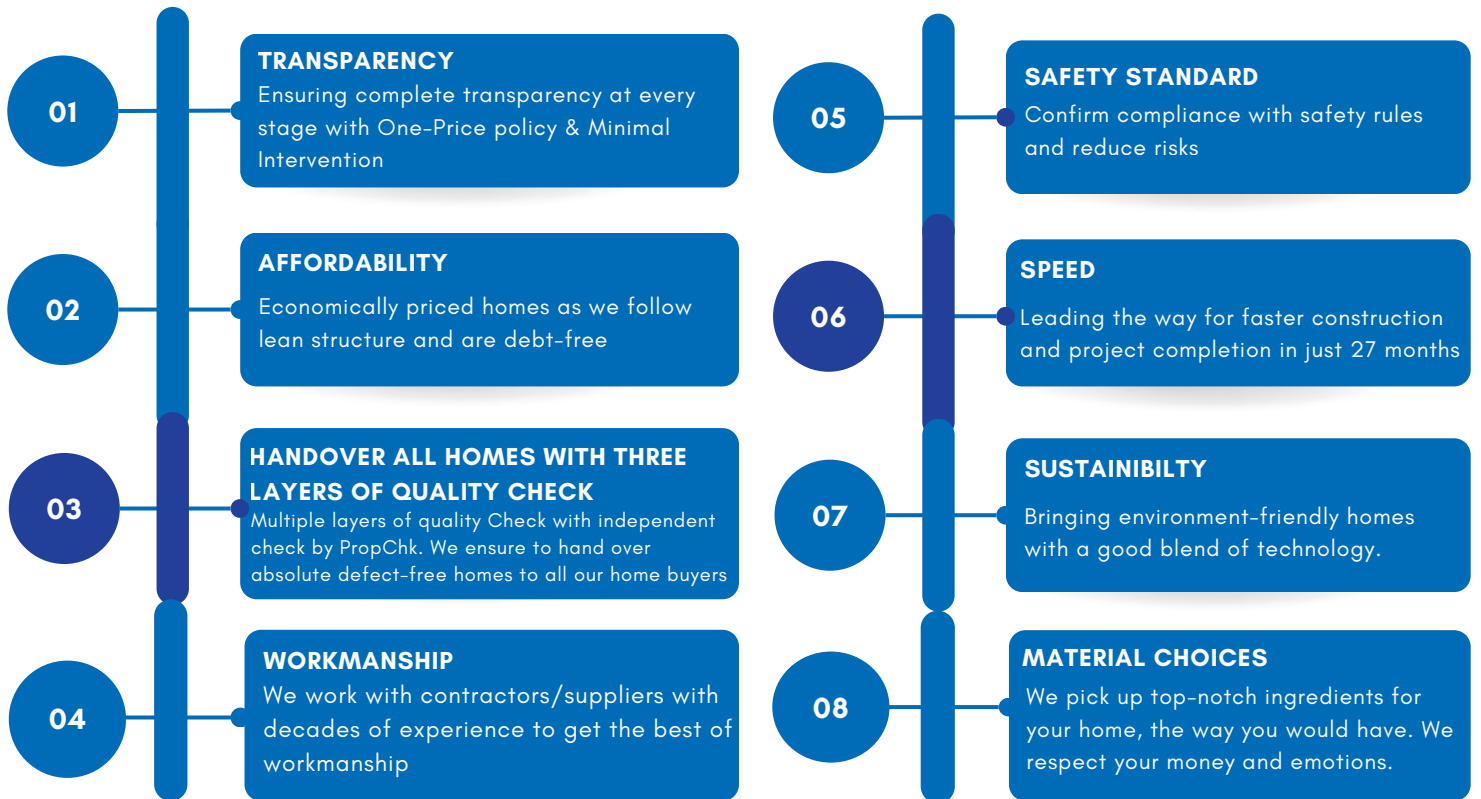 01
TRANSPARENCY
Ensuring complete transparency at every
stage with One-Price policy & Minimal
Intervention
02
AFFORDABILITY
Economically priced homes as we follow
lean structure and are debt-free
03
HANDOVER ALL HOMES WITH THREE
LAYERS OF QUALITY CHECK
Multiple layers of quality Check with independent
check by PropChk. We ensure to hand over
absolute defect-free homes to all our home buyers
04
WORKMANSHIP
We work with contractors/suppliers with
decades of experience to get the best of
workmanship
05
SAFETY STANDARD
Confirm compliance with safety rules
and reduce risks
06
SPEED
Leading the way for faster construction
and project completion in just 27 months
07
SUSTAINIBILTY
Bringing environment-friendly homes
with a good blend of technology.
08
MATERIAL CHOICES
We pick up top-notch ingredients for
your home, the way you would have. We
respect your money and emotions.